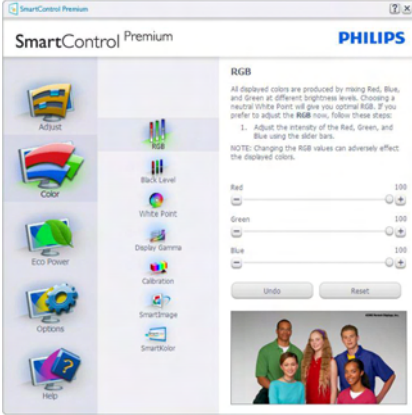 SmartControl Premium
SmartControl Premium
PHILIPS
Adjust
Color
Eco Power
Options
Help
RGB
Black Level
White Point
Display Gamma
Calibration
SmartImage
SmartKolor
RGB
All displayed colors are produced by mixing Red, Blue,
and Green at different brightness levels. Choosing a
neutral White Point will give you optimal RGB. If you
prefer to adjust the RGB now, follow these steps:
1. Adjust the intensity of the Red, Green, and
Blue using the slider bars.
NOTE: Changing the RGB values can adversely effect
the displayed colors.
Red 100
Green 100
Blue 100
Undo Reset